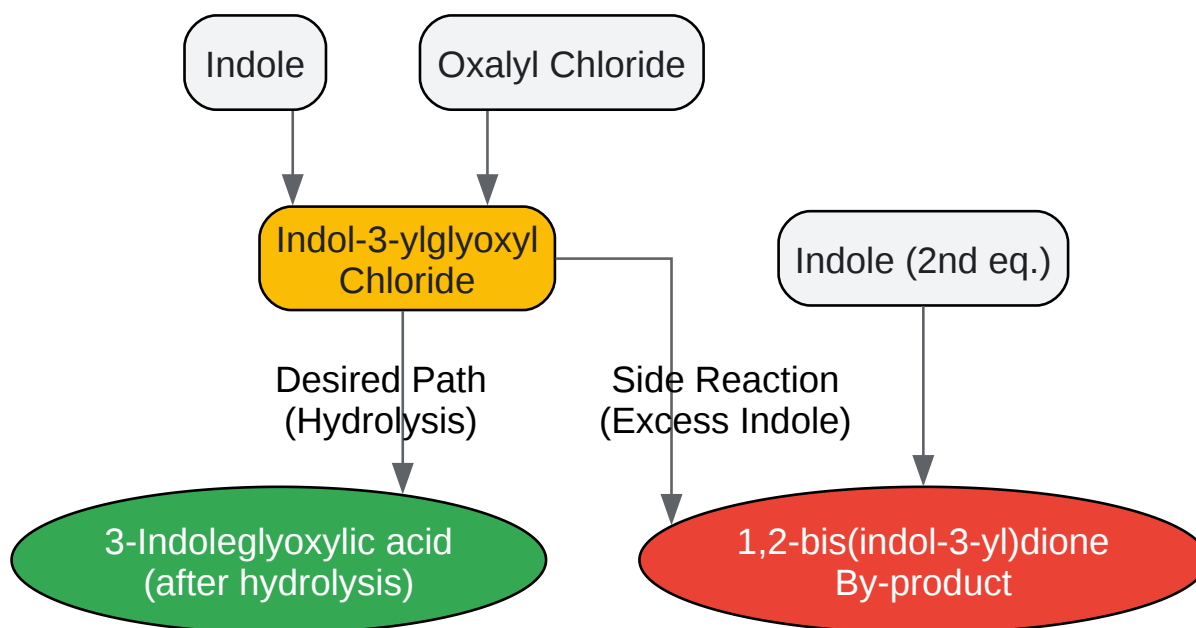 Indole
Oxalyl Chloride
Indol-3-ylglyoxyl
Chloride
Indole (2nd eq.)
Desired Path
(Hydrolysis)
Side Reaction
(Excess Indole)
3-Indoleglyoxylic acid
(after hydrolysis)
1,2-bis(indol-3-yl)dione
By-product